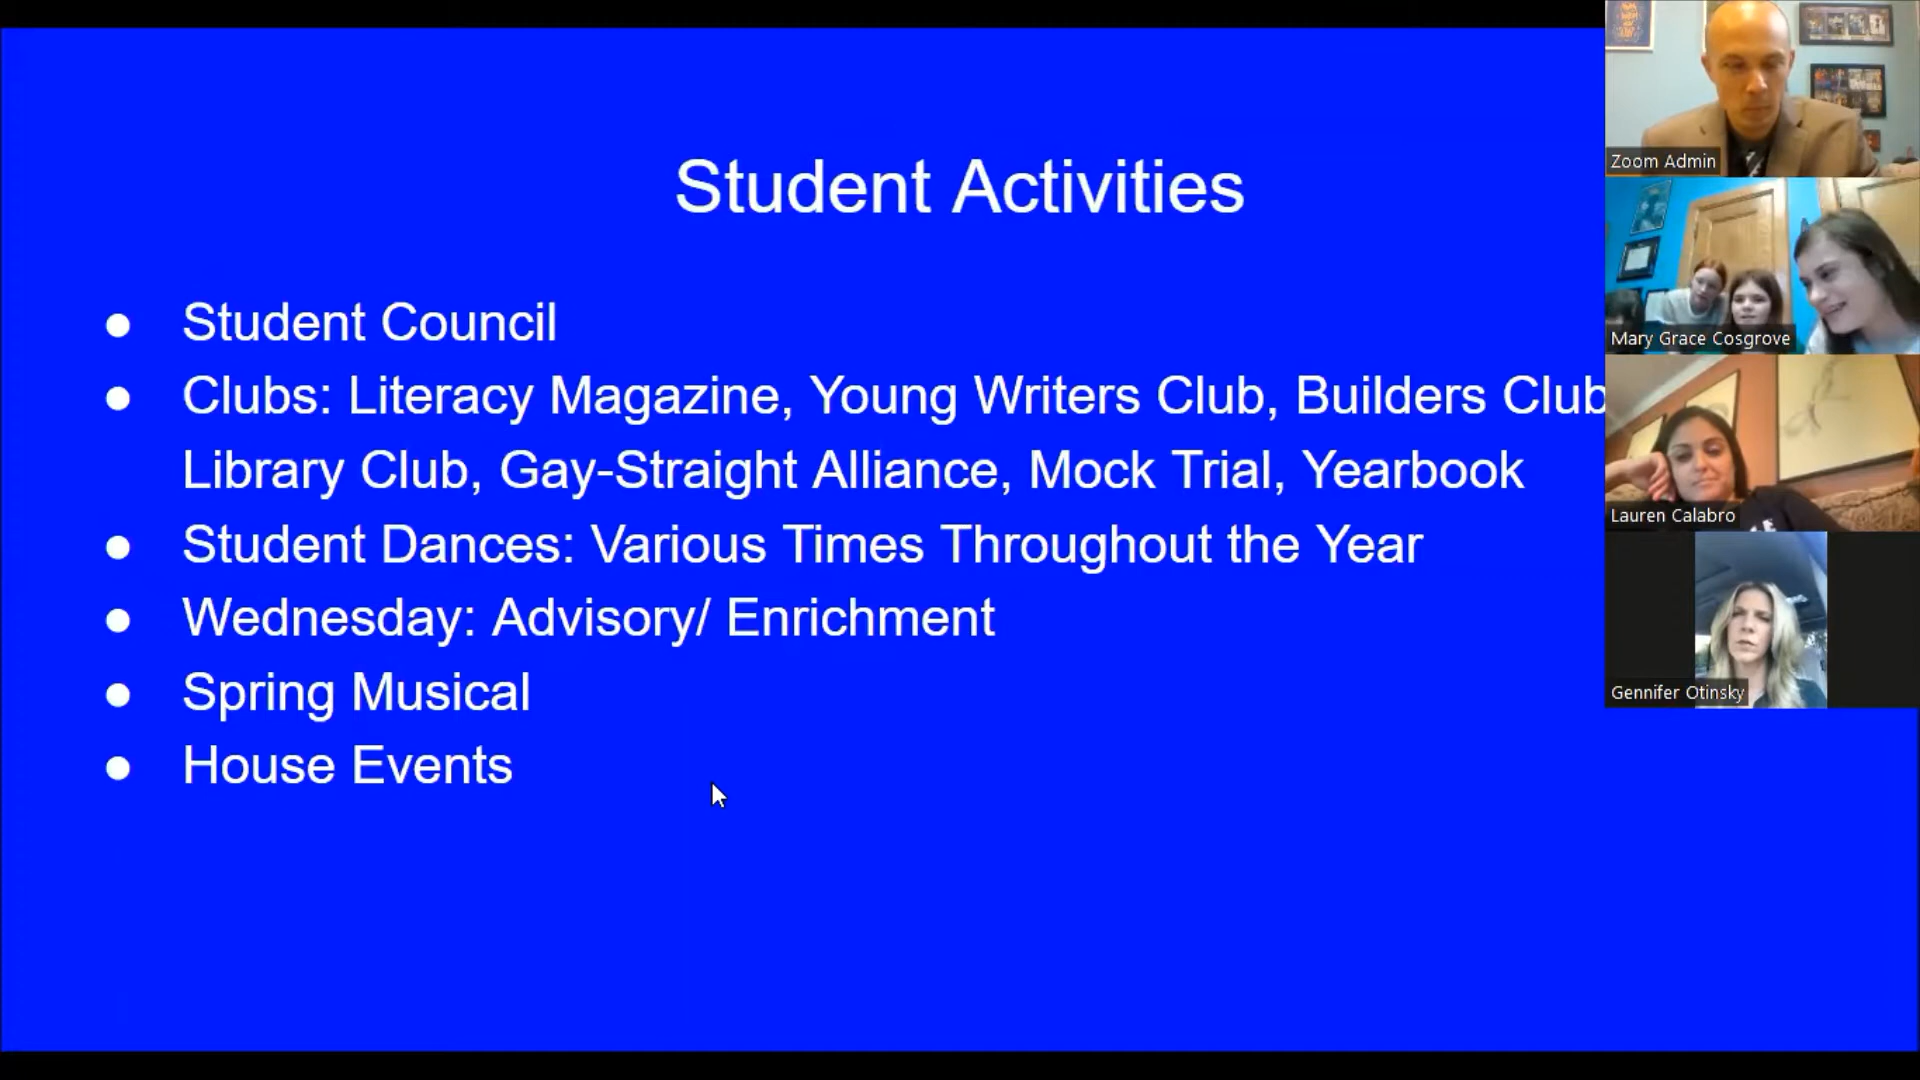 Student Activities
● Student Council
● Clubs: Literacy Magazine, Young Writers Club, Builders Club
Library Club, Gay-Straight Alliance, Mock Trial, Yearbook
● Student Dances: Various Times Throughout the Year
● Wednesday: Advisory/ Enrichment
● Spring Musical
● House Events
Zoom Admin
Mary Grace Cosgrove
Lauren Calabro
Gennifer Otinsky